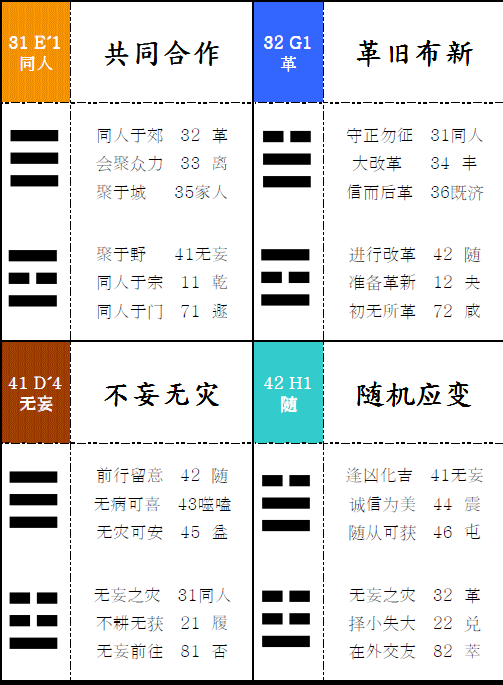 31 E´1
同人
共同合作
同人于郊 32 革
会聚众力 33 离
聚于城 35家人
聚于野 41无妄
同人于宗 11 乾
同人于门 71 遯
32 G1
革
革旧布新
守正勿征 31同人
大改革 34 丰
信而后革 36既济
进行改革 42 随
准备革新 12 夬
初无所革 72 咸
41 D´4
无妄
不妄无灾
前行留意 42 随
无病可喜 43噬嗑
无灾可安 45 益
无妄之灾 31同人
不耕无获 21 履
无妄前往 81 否
42 H1
随
随机应变
逢凶化吉 41无妄
诚信为美 44 震
随从可获 46 屯
无妄之灾 32 革
择小失大 22 兑
在外交友 82 萃